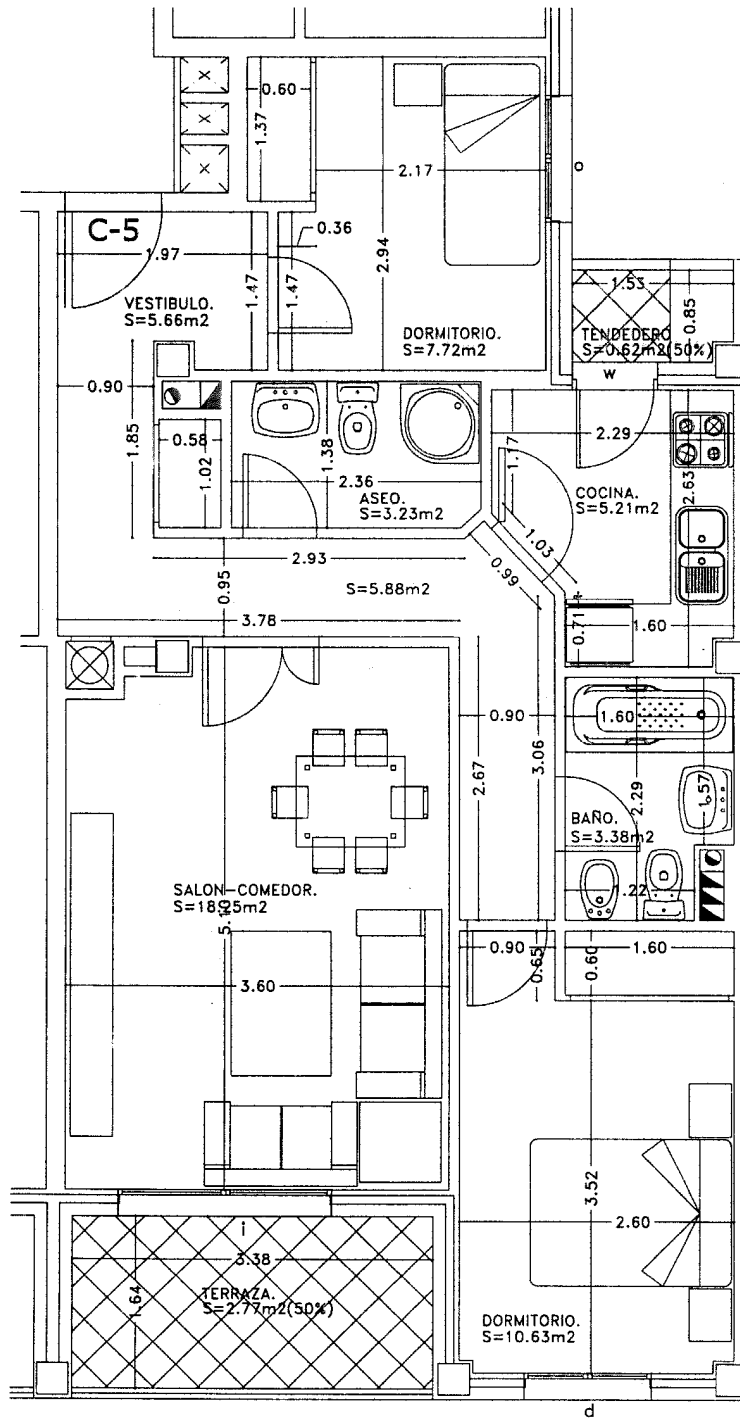 0.60
1.37
2.17
o
C-5
0.36
1.97
2.94
1.47
1.47
1.53
VESTIBULO.
S=5.66m2
0.85
DORMITORIO.
S=7.72m2
TENDEDERO
S=0.62m2(50%)
w
0.90
1.85
0.58
1.02
1.38
2.36
1.17
2.29
2.63
ASEO.
S=3.23m2
COCINA.
S=5.21m2
2.93
0.95
S=5.88m2
0.99
1.03
3.78
0.71
1.60
0.90
1.60
2.67
3.06
2.29
1.57
BAÑO.
S=3.38m2
1.22
SALON-COMEDOR.
S=18.25m2
0.90
0.65
0.60
1.60
3.60
3.52
2.60
i
3.38
1.64
TERRAZA.
S=2.77m2(50%)
DORMITORIO.
S=10.63m2
d